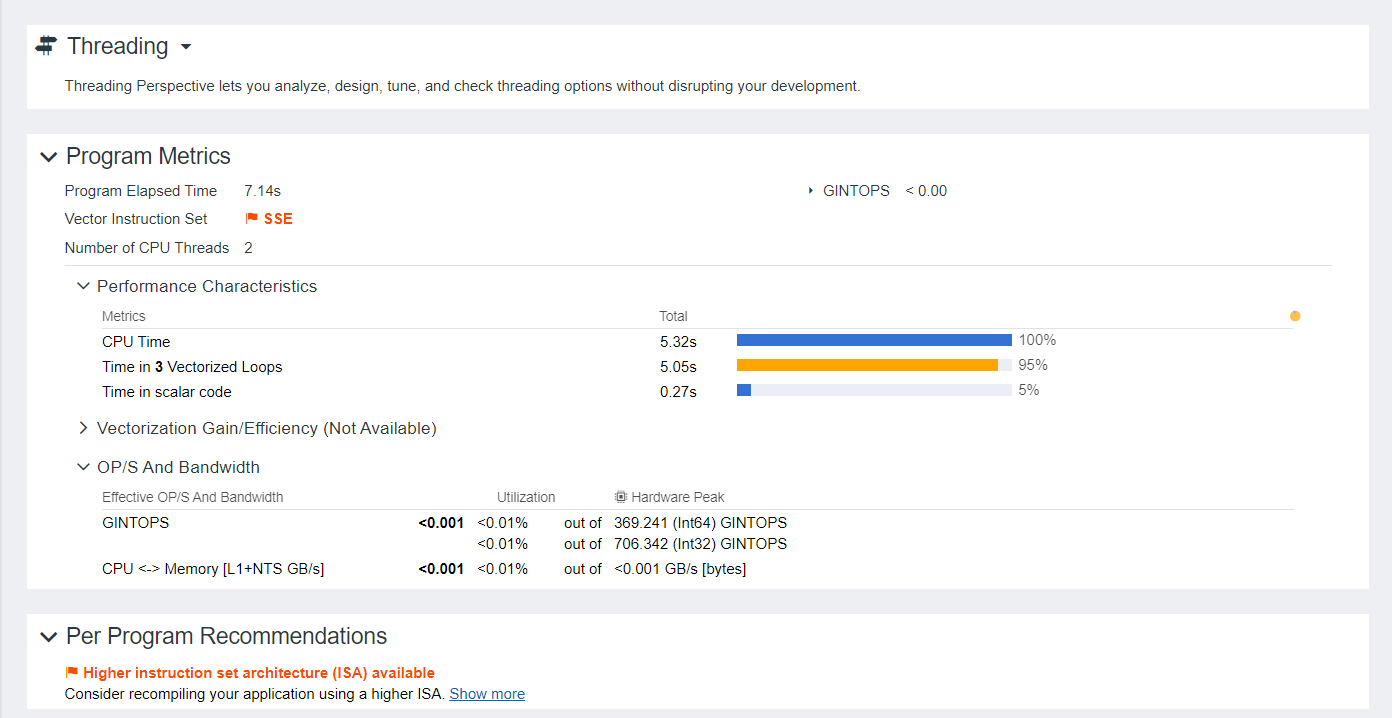 Threading
Threading Perspective lets you analyze, design, tune, and check threading options without disrupting your development.
Program Metrics
Program Elapsed Time 7.14s GINTOPS < 0.00
Vector Instruction Set SSE
Number of CPU Threads 2
Performance Characteristics
Metrics Total
CPU Time 5.32s 100%
Time in 3 Vectorized Loops 5.05s 95%
Time in scalar code 0.27s 5%
Vectorization Gain/Efficiency (Not Available)
OP/S And Bandwidth
Effective OP/S And Bandwidth Utilization Hardware Peak
GINTOPS <0.001 <0.01% out of 369.241 (Int64) GINTOPS
<0.01% out of 706.342 (Int32) GINTOPS
CPU <-> Memory [L1+NTS GB/s] <0.001 <0.01% out of <0.001 GB/s [bytes]
Per Program Recommendations
Higher instruction set architecture (ISA) available
Consider recompiling your application using a higher ISA. Show more